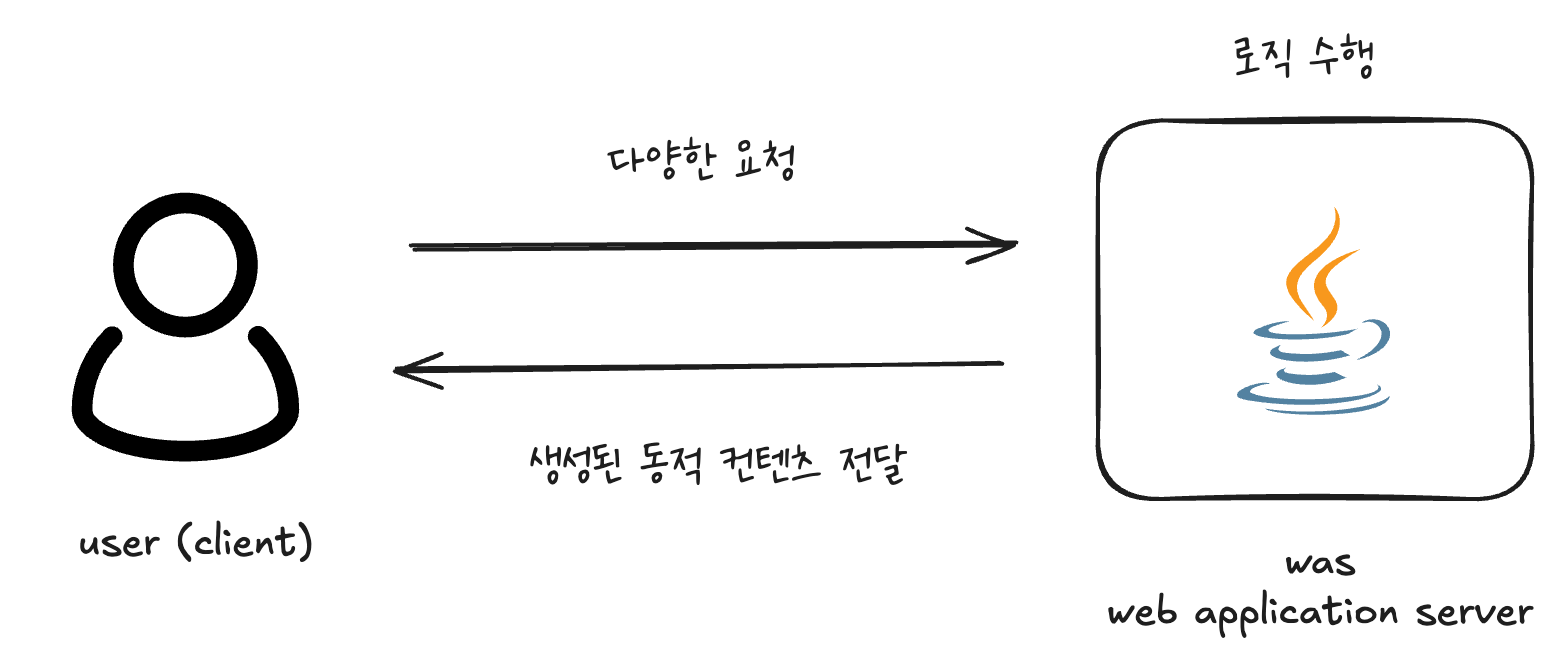 로직 수행
다양한 요청
생성된 동적 컨텐츠 전달
user (client)
was
web application server